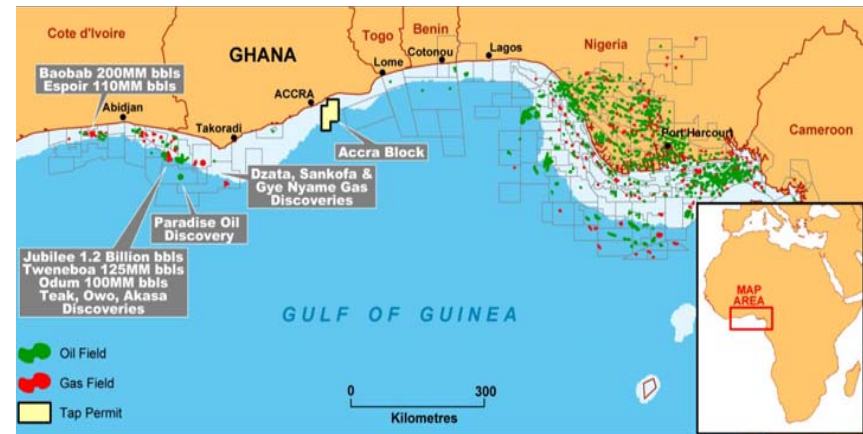 Cote d'Ivoire
GHANA
Togo
Benin
Nigeria
Cameroon
Cotonou
Lagos
Lome
ACCRA
Abidjan
Takoradi
Port Harcourt
Baobab 200MM bbls
Espoir 110MM bbls
Accra Block
Dzata, Sankofa &
Gye Nyame Gas
Discoveries
Paradise Oil
Discovery
Jubilee 1.2 Billion bbls
Tweneboa 125MM bbls
Odum 100MM bbls
Teak, Owo, Akasa
Discoveries
GULF OF GUINEA
Oil Field
Gas Field
Tap Permit
0 300
Kilometres
MAP
AREA